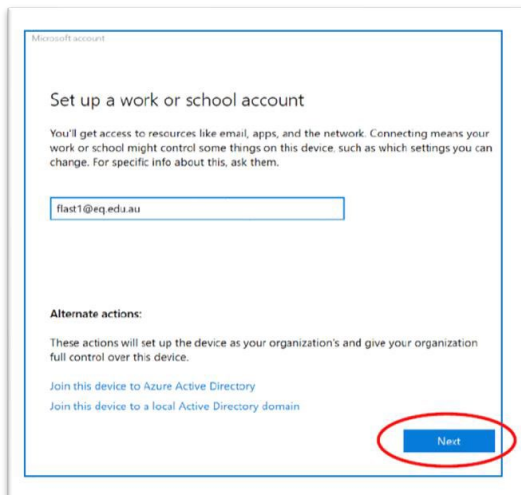 Microsoft account
Set up a work or school account
You'll get access to resources like email, apps, and the network. Connecting means your
work or school might control some things on this device, such as which settings you can
change. For specific info about this, ask them.
flast1@eq.edu.au
Alternate actions:
These actions will set up the device as your organization's and give your organization
full control over this device.
Join this device to Azure Active Directory
Join this device to a local Active Directory domain
Next